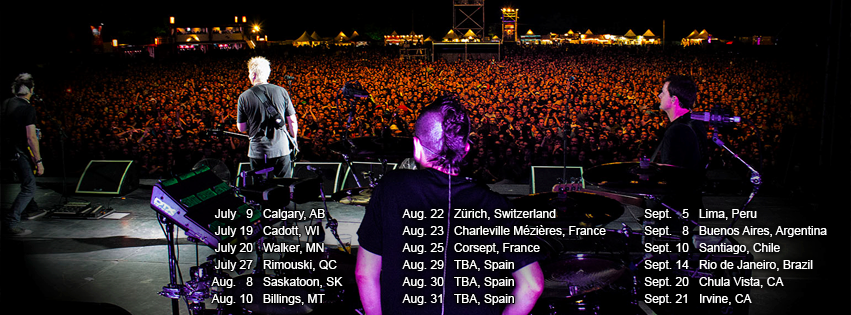 July 9 Calgary, AB
July 19 Cadott, WI
July 20 Walker, MN
July 27 Rimouski, QC
Aug. 8 Saskatoon, SK
Aug. 10 Billings, MT
Aug. 22 Zürich, Switzerland
Aug. 23 Charleville Mézières, France
Aug. 25 Corsept, France
Aug. 29 TBA, Spain
Aug. 30 TBA, Spain
Aug. 31 TBA, Spain
Sept. 5 Lima, Peru
Sept. 8 Buenos Aires, Argentina
Sept. 10 Santiago, Chile
Sept. 14 Rio de Janeiro, Brazil
Sept. 20 Chula Vista, CA
Sept. 21 Irvine, CA